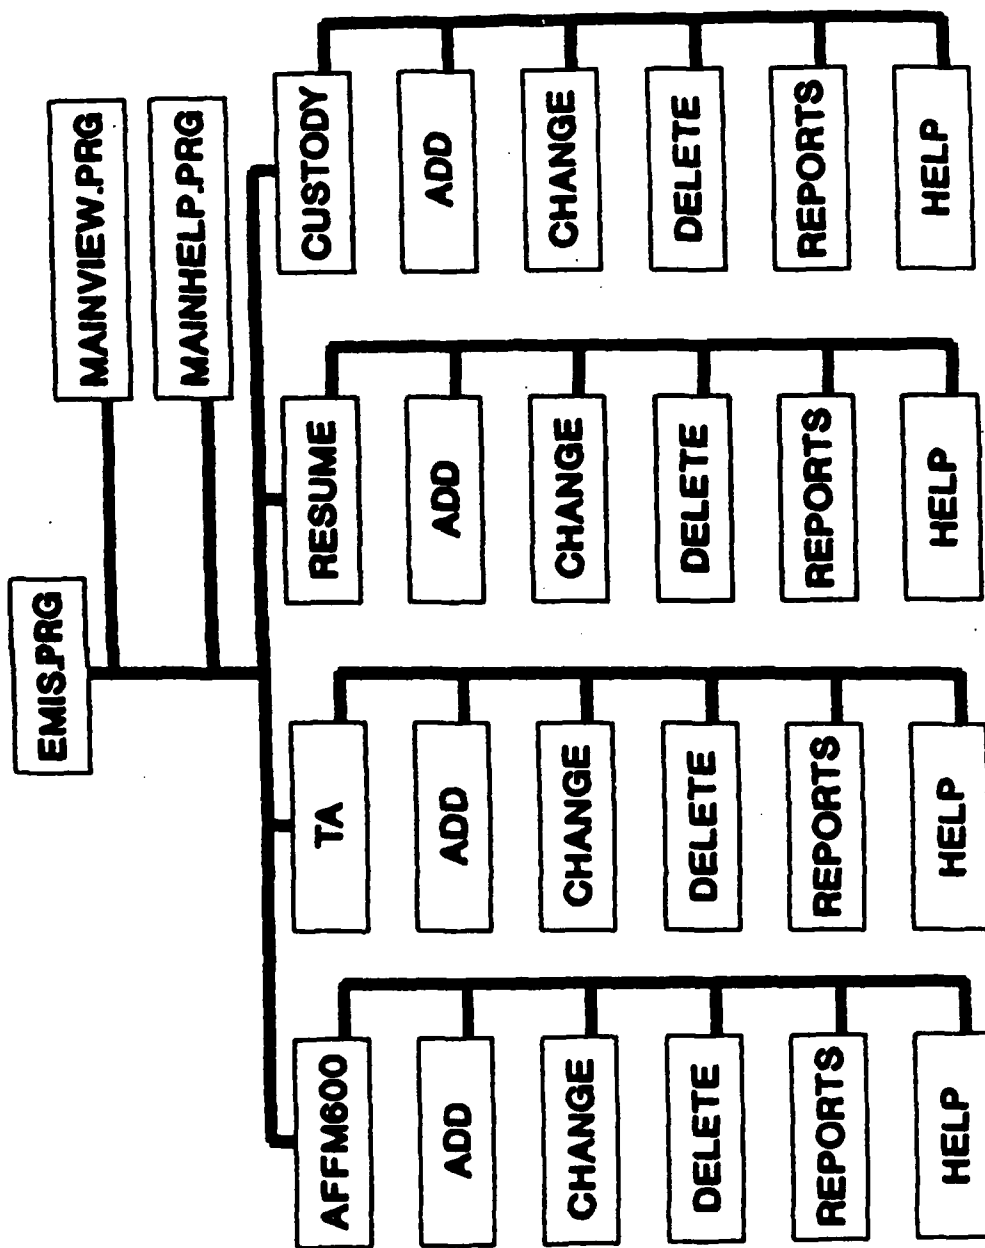 EMIS.PRG
MAINVIEW.PRG
MAINHELP.PRG
AFFM600
ADD
CHANGE
DELETE
REPORTS
HELP
TA
ADD
CHANGE
DELETE
REPORTS
HELP
RESUME
ADD
CHANGE
DELETE
REPORTS
HELP
CUSTODY
ADD
CHANGE
DELETE
REPORTS
HELP